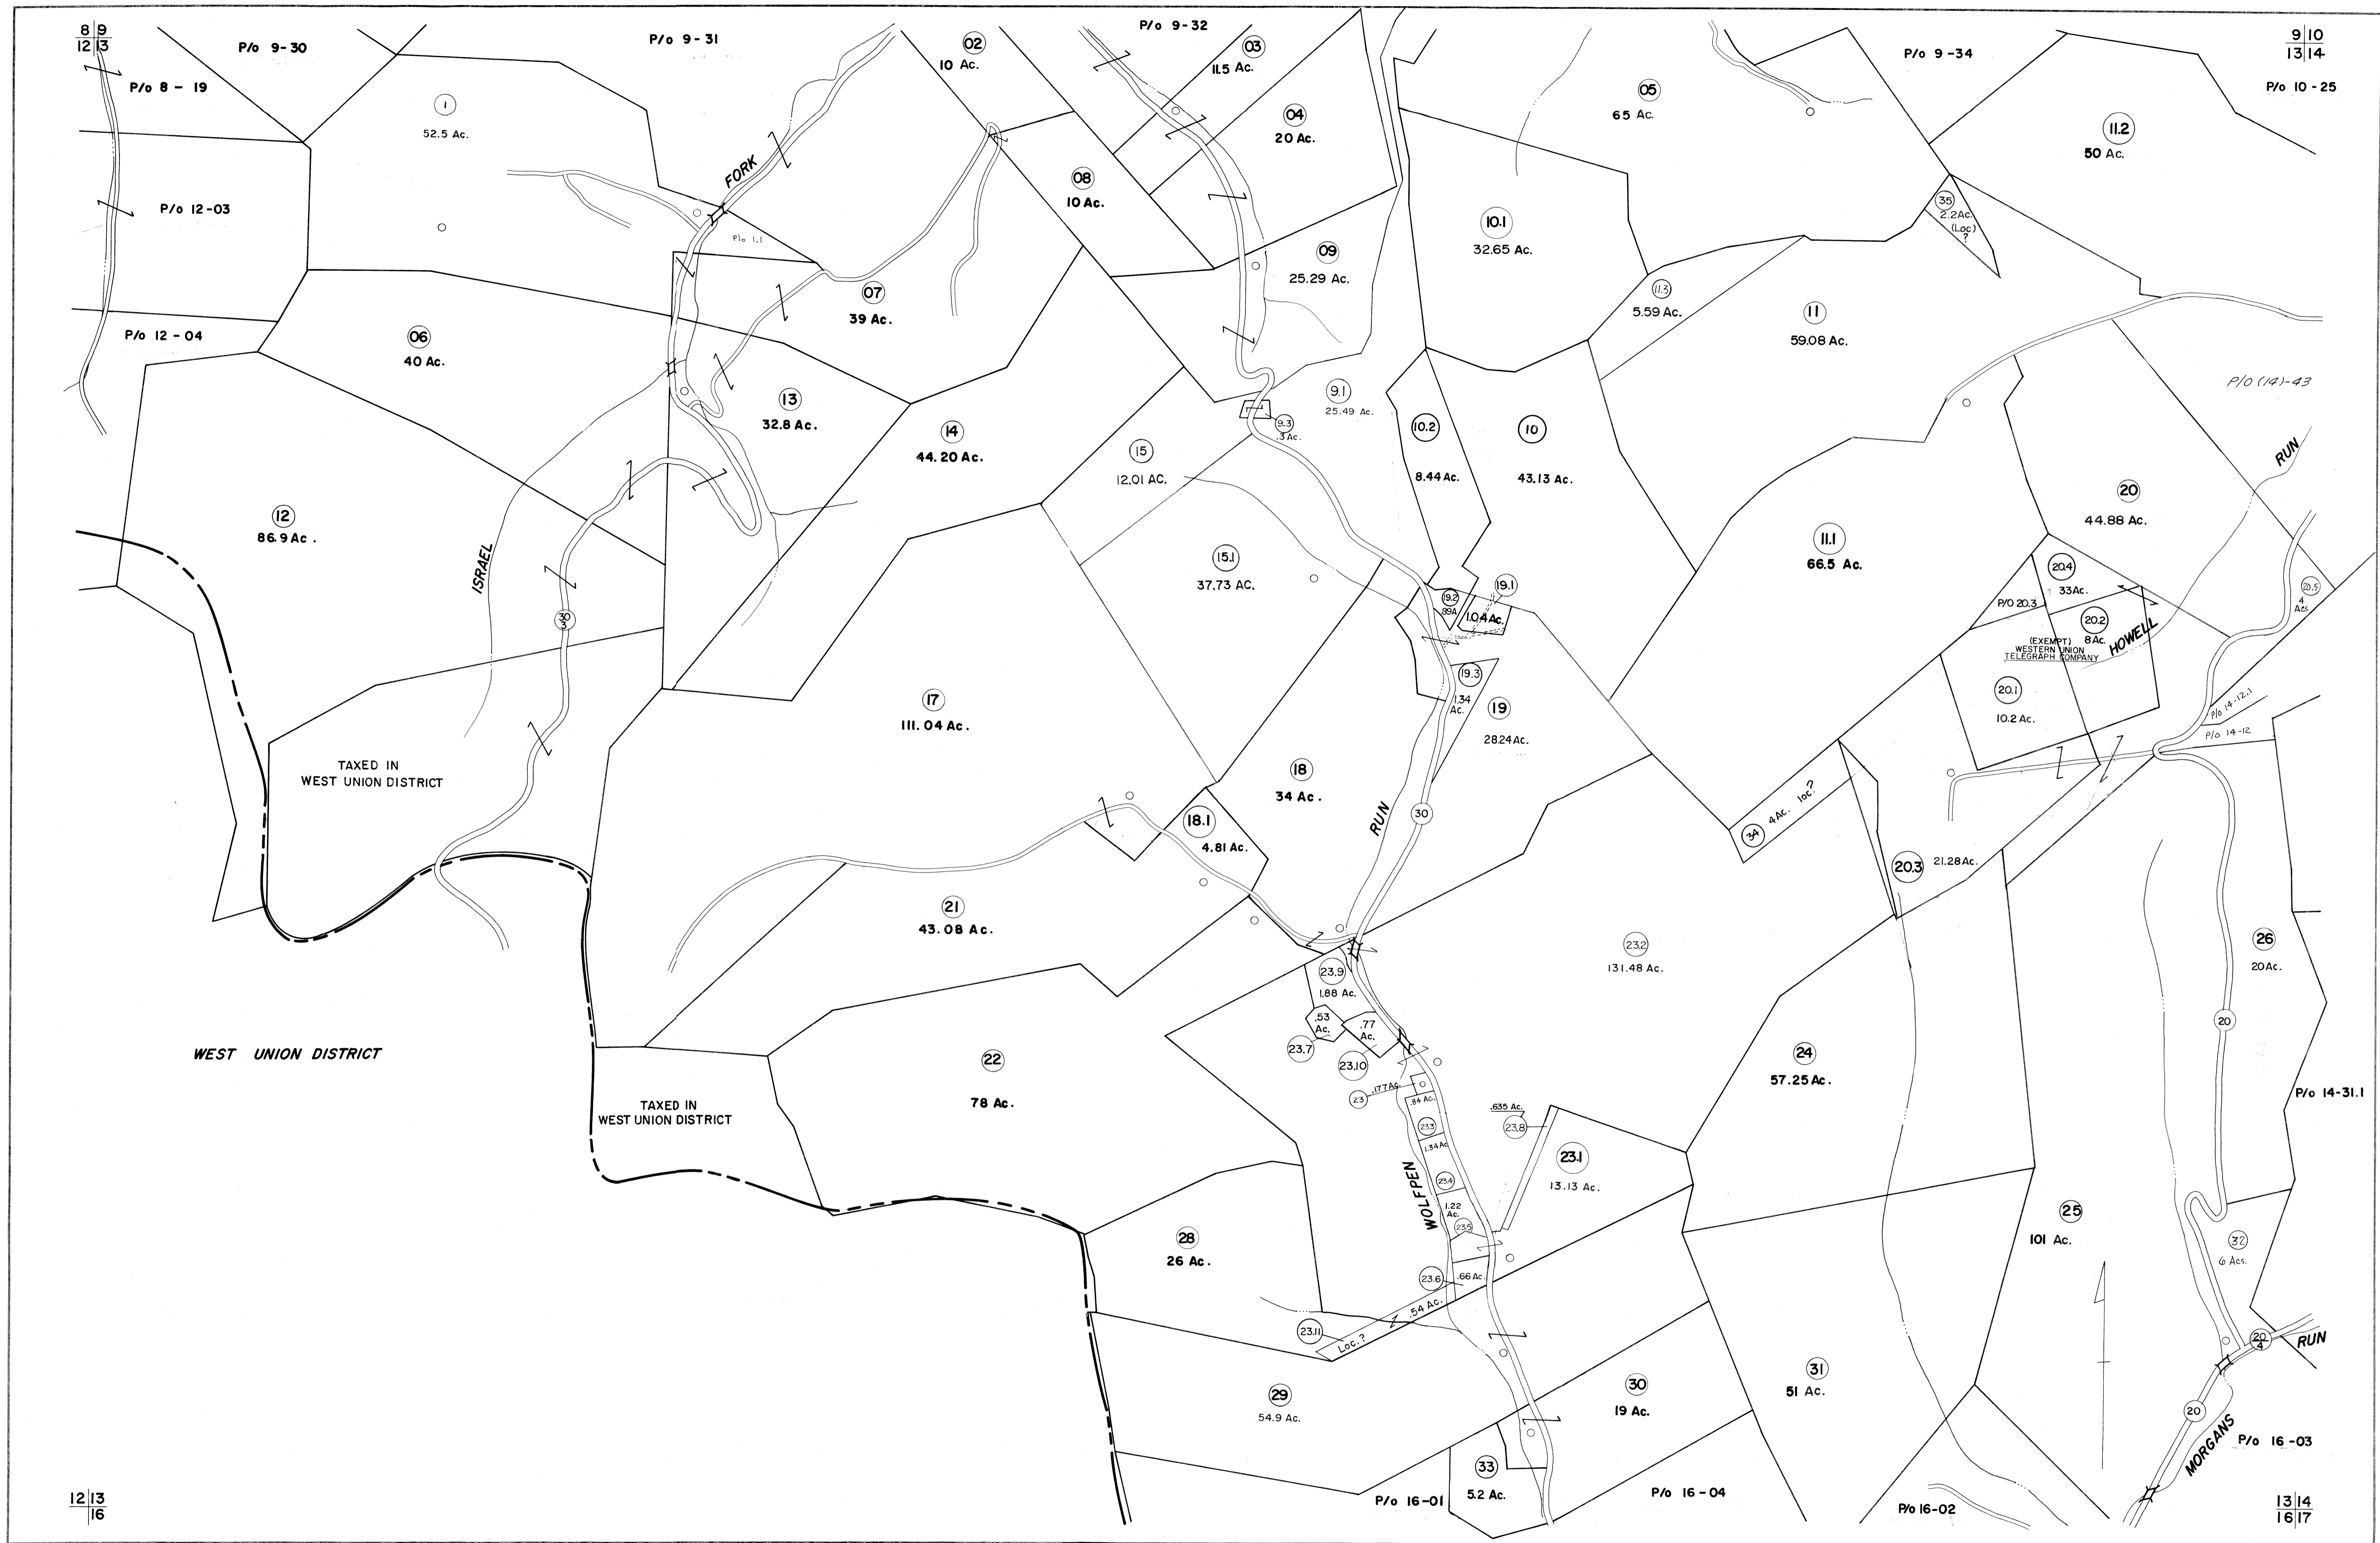 8|9
12|13
P/o 9-30
P/o 9-31
02
10 Ac.
P/o 9-32
03
11.5 Ac.
P/o 9-34
9|10
13|14
P/o 10-25
P/o 8-19
1
52.5 Ac.
04
20 Ac.
05
65 Ac.
11.2
50 Ac.
FORK
08
10 Ac.
P/o 12-03
P/o 1.1
10.1
32.65 Ac.
35
2.2Ac.
(Loc)
?
09
25.29 Ac.
07
39 Ac.
11.3
5.59 Ac.
11
59.08 Ac.
P/o 12-04
06
40 Ac.
P/O (14)-43
13
32.8 Ac.
9.1
25.49 Ac.
9.3
.3 Ac.
14
44.20 Ac.
15
12.01 AC.
10.2
8.44 Ac.
10
43.13 Ac.
RUN
20
44.88 Ac.
12
86.9 Ac.
ISRAEL
15.1
37.73 AC.
11.1
66.5 Ac.
20.4
33Ac.
20.5
4
Acs
P/O 20.3
30
3
19.2
.89A
19.1
1.04 Ac.
20.2
8Ac.
(EXEMPT)
WESTERN UNION
TELEGRAPH COMPANY
HOWELL
19.3
1.34
Ac.
20.1
10.2 Ac.
17
111.04 Ac.
19
28.24Ac.
P/o 14-12.1
P/o 14-12
TAXED IN
WEST UNION DISTRICT
18
34 Ac.
RUN
30
18.1
4.81 Ac.
34
4Ac. loc?
20.3
21.28Ac.
21
43.08 Ac.
23.2
131.48 Ac.
26
20Ac.
23.9
1.88 Ac.
.53
Ac.
.77
Ac.
23.7
23.10
20
WEST UNION DISTRICT
22
78 Ac.
24
57.25 Ac.
P/o 14-31.1
TAXED IN
WEST UNION DISTRICT
.177Ac.
23
.84 Ac.
23.3
1.34Ac
.635 Ac.
23.8
23.1
13.13 Ac.
WOLFPEN
23.4
1.22
Ac.
23.5
25
101 Ac.
28
26 Ac.
32
6 Acs.
23.6
.66 Ac.
.54 Ac.
23.11
Loc.?
20
4
RUN
29
54.9 Ac.
30
19 Ac.
31
51 Ac.
20
MORGANS
P/o 16-03
33
5.2 Ac.
P/o 16-01
P/o 16-04
P/o 16-02
12|13
16
13|14
16|17